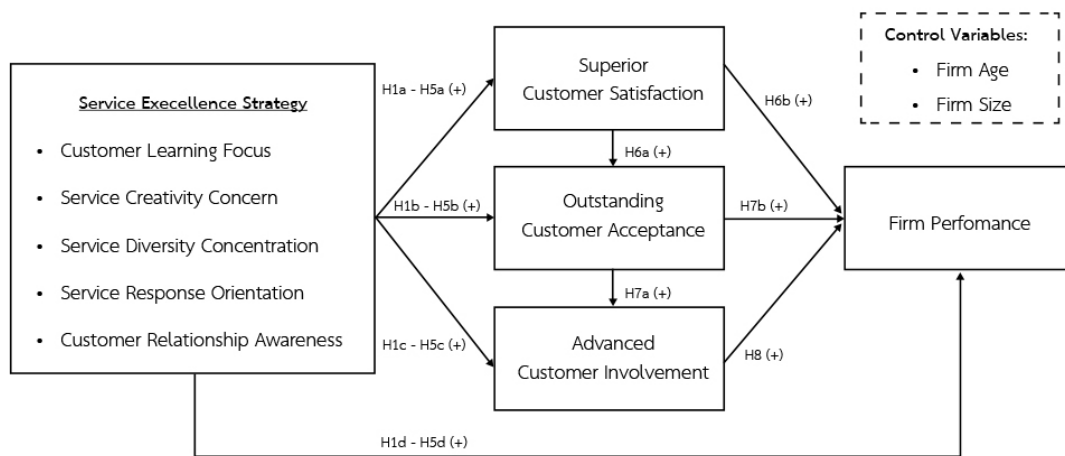 Service Execellence Strategy
• Customer Learning Focus
• Service Creativity Concern
• Service Diversity Concentration
• Service Response Orientation
• Customer Relationship Awareness
H1a - H5a (+)
H1b - H5b (+)
H1c - H5c (+)
H1d - H5d (+)
Superior
Customer Satisfaction
H6a (+)
Outstanding
Customer Acceptance
H7a (+)
Advanced
Customer Involvement
H6b (+)
H7b (+)
H8 (+)
Control Variables:
• Firm Age
• Firm Size
Firm Perfomance